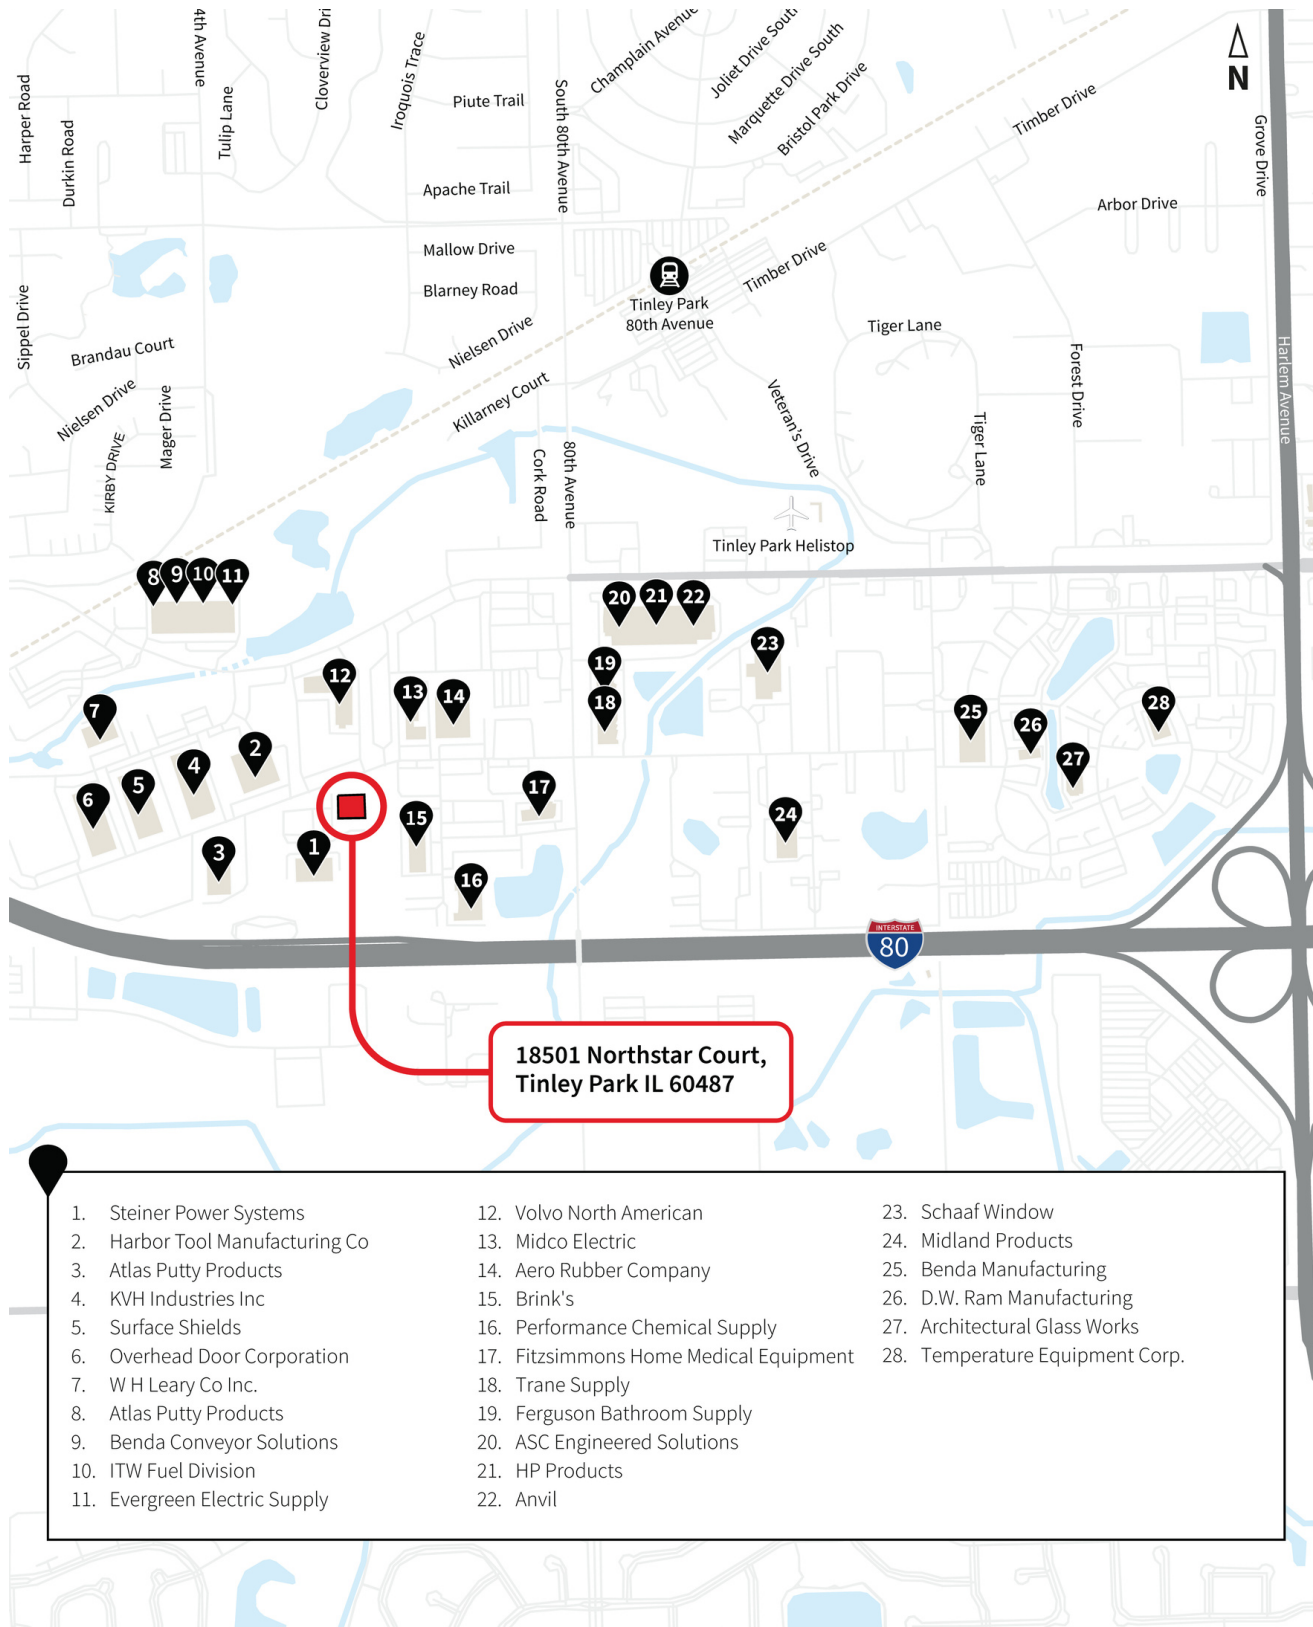 4th Avenue
Cloverview Dri
Iroquois Trace
Champlain Avenue
Joliet Drive South
Marquette Drive South
Bristol Park Drive
N
Harper Road
Durkin Road
Tulip Lane
Piute Trail
South 80th Avenue
Timber Drive
Grove Drive
Apache Trail
Arbor Drive
Mallow Drive
Timber Drive
Blarney Road
Tinley Park
80th Avenue
Sippel Drive
Brandau Court
Nielsen Drive
Tiger Lane
Forest Drive
Harlem Avenue
Nielsen Drive
Mager Drive
Killarney Court
Veteran's Drive
Tiger Lane
KIRBY DRIVE
Cork Road
80th Avenue
Tinley Park Helistop
8
9
10
11
20
21
22
23
19
12
13
14
18
7
25
26
28
2
4
5
6
17
27
15
24
1
3
16
INTERSTATE
80
18501 Northstar Court,
Tinley Park IL 60487
1. Steiner Power Systems
2. Harbor Tool Manufacturing Co
3. Atlas Putty Products
4. KVH Industries Inc
5. Surface Shields
6. Overhead Door Corporation
7. W H Leary Co Inc.
8. Atlas Putty Products
9. Benda Conveyor Solutions
10. ITW Fuel Division
11. Evergreen Electric Supply
12. Volvo North American
13. Midco Electric
14. Aero Rubber Company
15. Brink's
16. Performance Chemical Supply
17. Fitzsimmons Home Medical Equipment
18. Trane Supply
19. Ferguson Bathroom Supply
20. ASC Engineered Solutions
21. HP Products
22. Anvil
23. Schaaf Window
24. Midland Products
25. Benda Manufacturing
26. D.W. Ram Manufacturing
27. Architectural Glass Works
28. Temperature Equipment Corp.